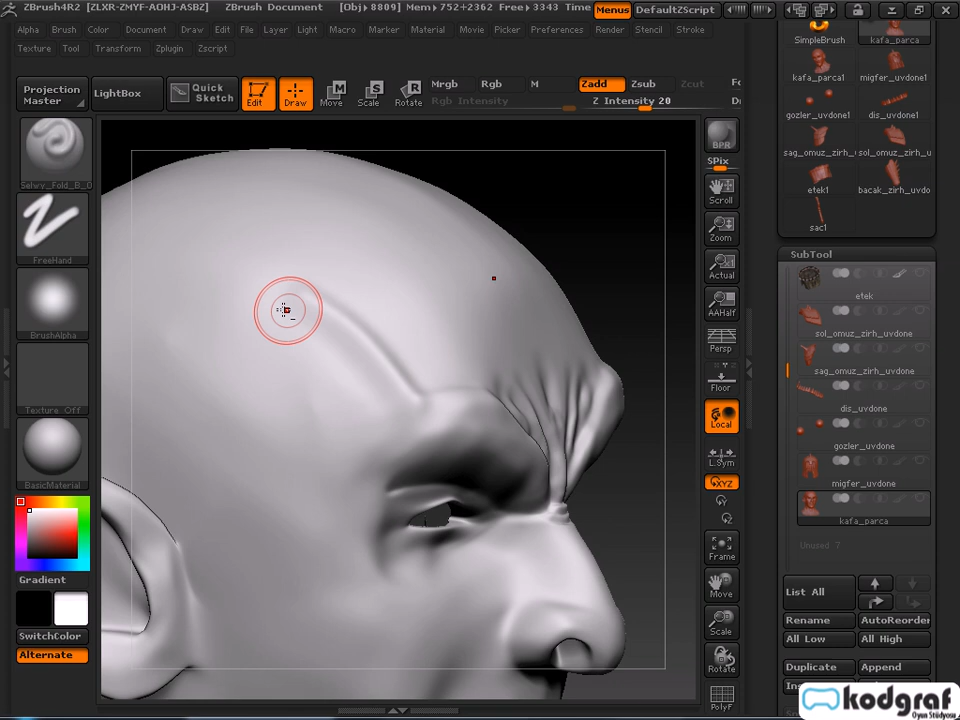 ZBrush4R2 [ZLXR-ZMYF-AOHJ-ASBZ] ZBrush Document [Obj▸8809] Mem▸752+2362 Free▸3343 Time Menus DefaultZScript
Alpha Brush Color Document Draw Edit File Layer Light Macro Marker Material Movie Picker Preferences Render Stencil Stroke
Texture Tool Transform Zplugin Zscript
Projection Master
LightBox
Quick Sketch
Edit Draw Move Scale Rotate
Mrgb Rgb M
Rgb Intensity
Zadd Zsub Zcut
Z Intensity 20
Selwy_Fold_B_0
FreeHand
BrushAlpha
Texture Off
BasicMaterial
Gradient
SwitchColor
Alternate
BPR
SPix
Scroll
Zoom
Actual
AAHalf
Persp
Floor
Local
L.Sym
XYZ
Frame
Move
Scale
Rotate
PolyF
SimpleBrush kafa_parca
kafa_parca1 migfer_uvdone1
gozler_uvdone1 dis_uvdone1
sag_omuz_zirh_ sol_omuz_zirh_u
etek1 bacak_zirh_uvdo
sac1
SubTool
etek
sol_omuz_zirh_uvdone
sag_omuz_zirh_uvdone
dis_uvdone
gozler_uvdone
migfer_uvdone
kafa_parca
Unused 7
List All
Rename AutoReorder
All Low All High
Duplicate Append
kodgraf
Oyun Stüdyosu